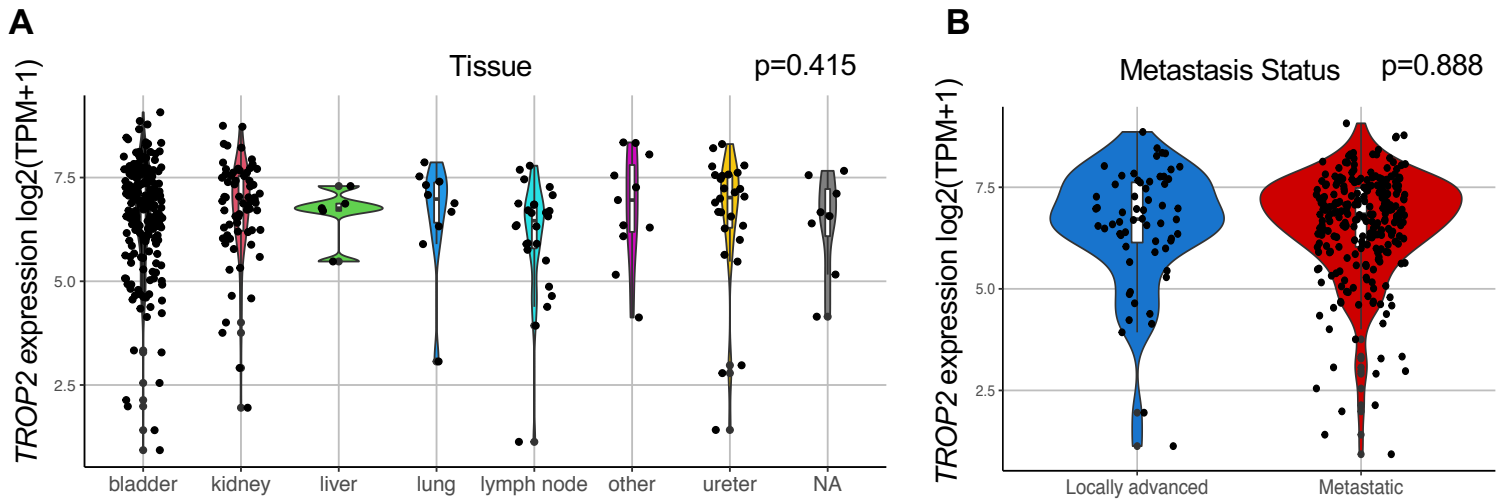 A
Tissue
p=0.415
TROP2 expression log2(TPM+1)
7.5
5.0
2.5
bladder kidney liver lung lymph node other ureter NA
B
Metastasis Status
p=0.888
TROP2 expression log2(TPM+1)
7.5
5.0
2.5
Locally advanced Metastatic